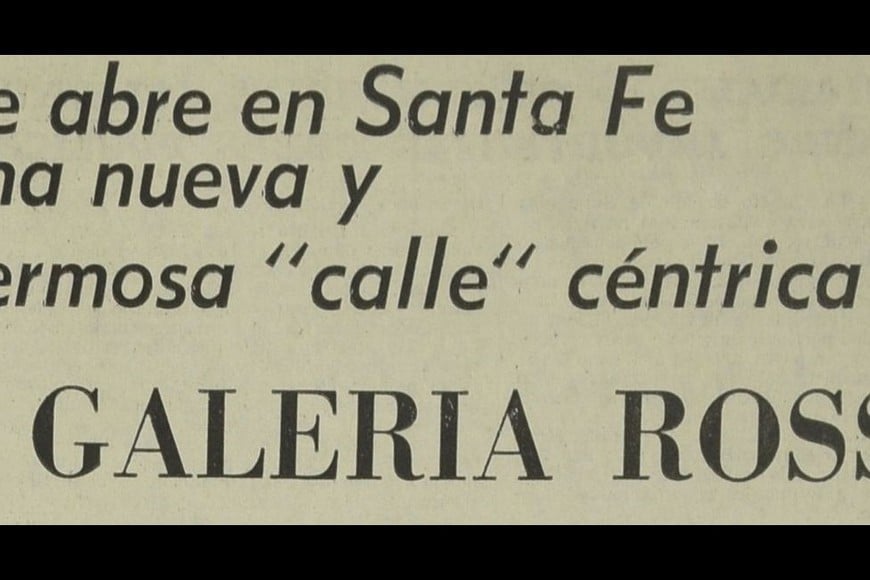 e abre en Santa Fe
na nueva y
ermosa “calle“ céntrica
GALERIA ROSS